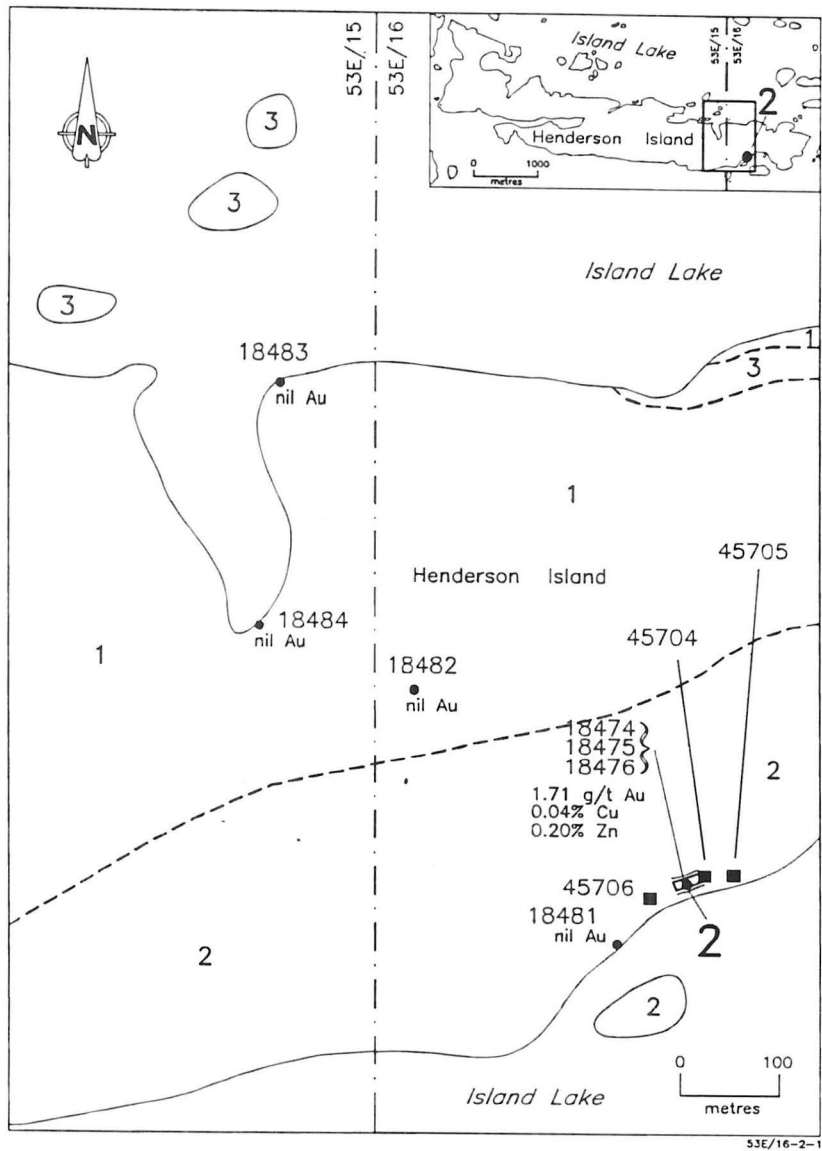 53E/15
53E/16
N
3
3
3
Island Lake
53E/15
53E/16
2
Henderson Island
0 1000
metres
Island Lake
1
3
18483
nil Au
1
45705
Henderson Island
18484
nil Au
45704
1
18482
nil Au
18474
18475
18476
2
1.71 g/t Au
0.04% Cu
0.20% Zn
45706
18481
nil Au
2
2
2
0 100
metres
Island Lake
53E/16-2-1